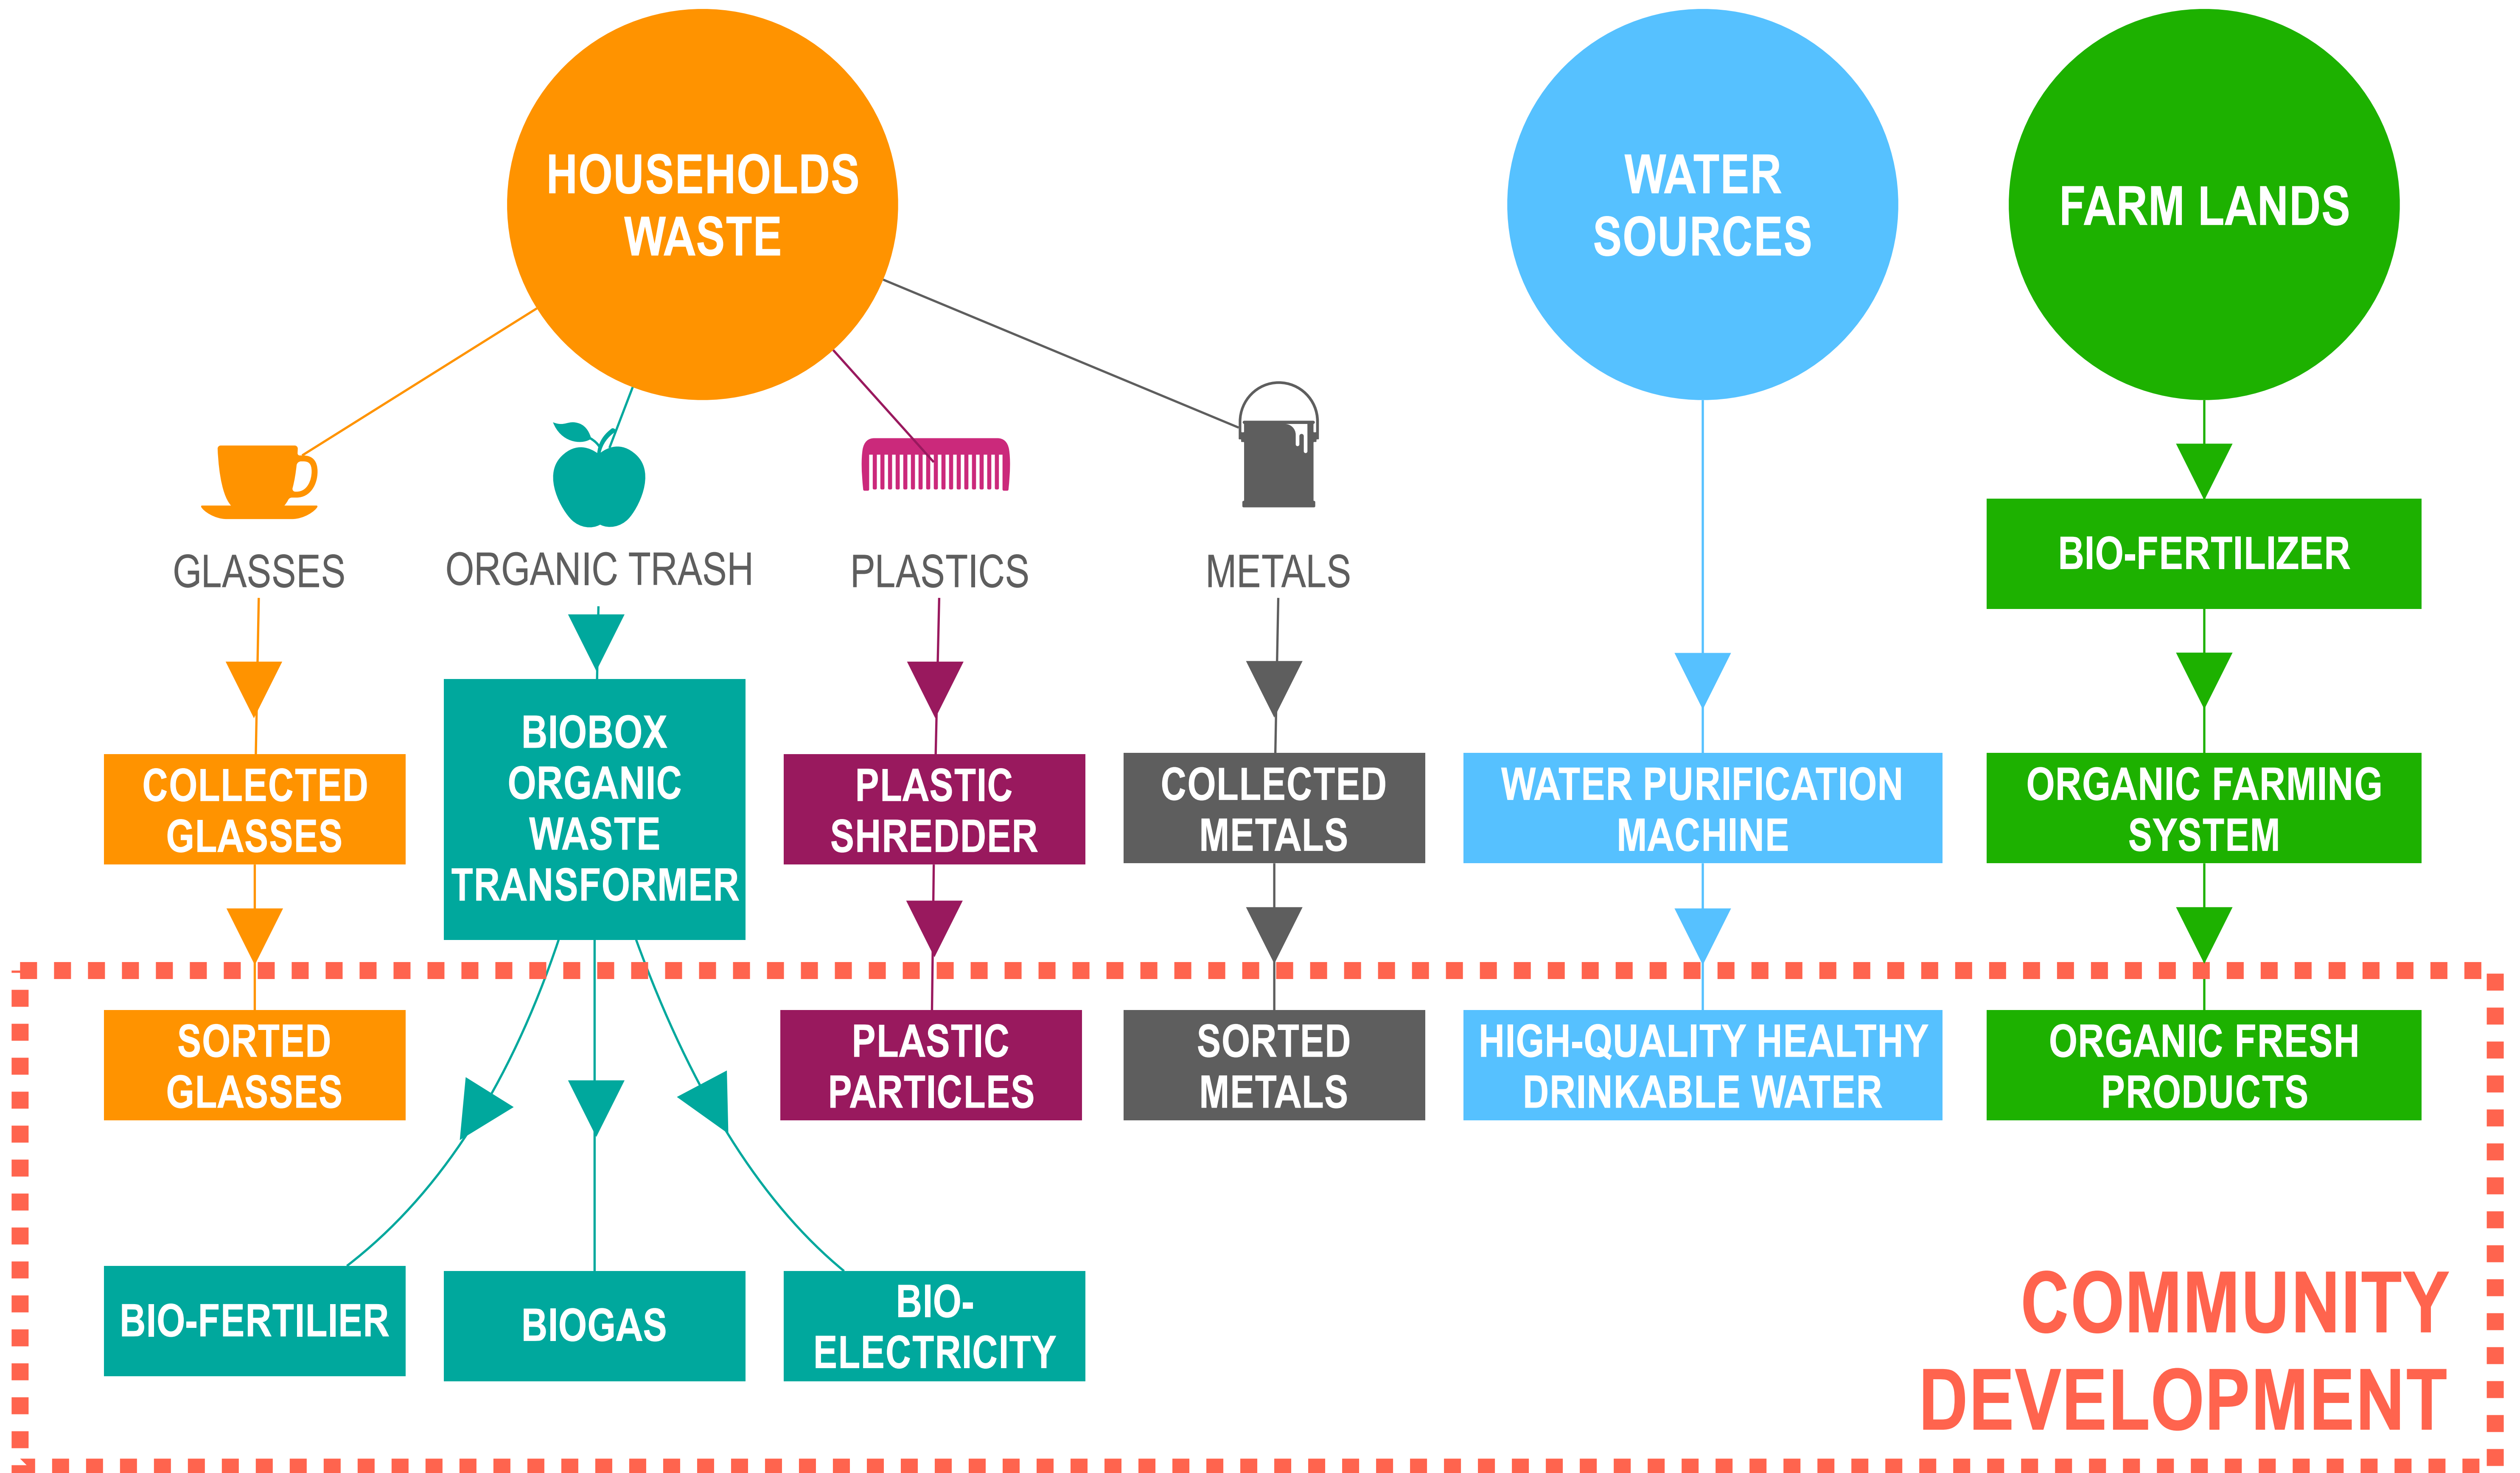 HOUSEHOLDS
WASTE
WATER
SOURCES
FARM LANDS
GLASSES
ORGANIC TRASH
PLASTICS
METALS
BIO-FERTILIZER
COLLECTED
GLASSES
BIOBOX
ORGANIC
WASTE
TRANSFORMER
PLASTIC
SHREDDER
COLLECTED
METALS
WATER PURIFICATION
MACHINE
ORGANIC FARMING
SYSTEM
SORTED
GLASSES
PLASTIC
PARTICLES
SORTED
METALS
HIGH-QUALITY HEALTHY
DRINKABLE WATER
ORGANIC FRESH
PRODUCTS
BIO-FERTILIER
BIOGAS
BIO-
ELECTRICITY
COMMUNITY
DEVELOPMENT